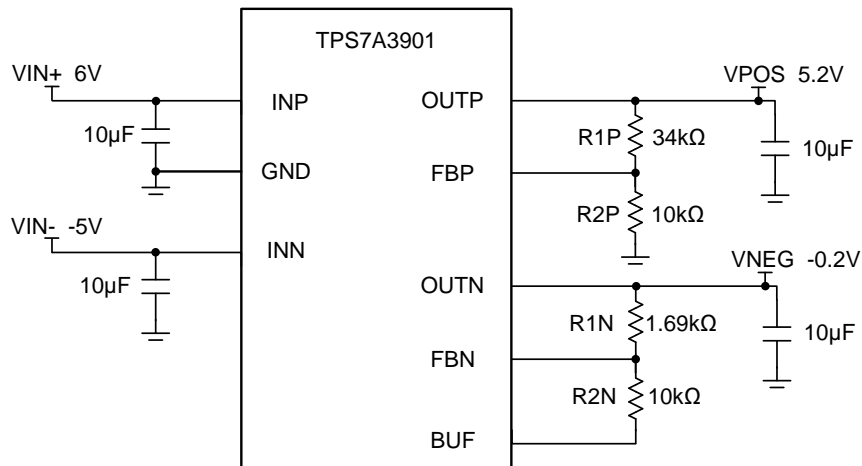 TPS7A3901
VIN+ 6V
INP
10µF
GND
VIN- -5V
INN
10µF
OUTP
VPOS 5.2V
R1P 34kΩ
10µF
FBP
R2P 10kΩ
VNEG -0.2V
OUTN
R1N 1.69kΩ
10µF
FBN
R2N 10kΩ
BUF